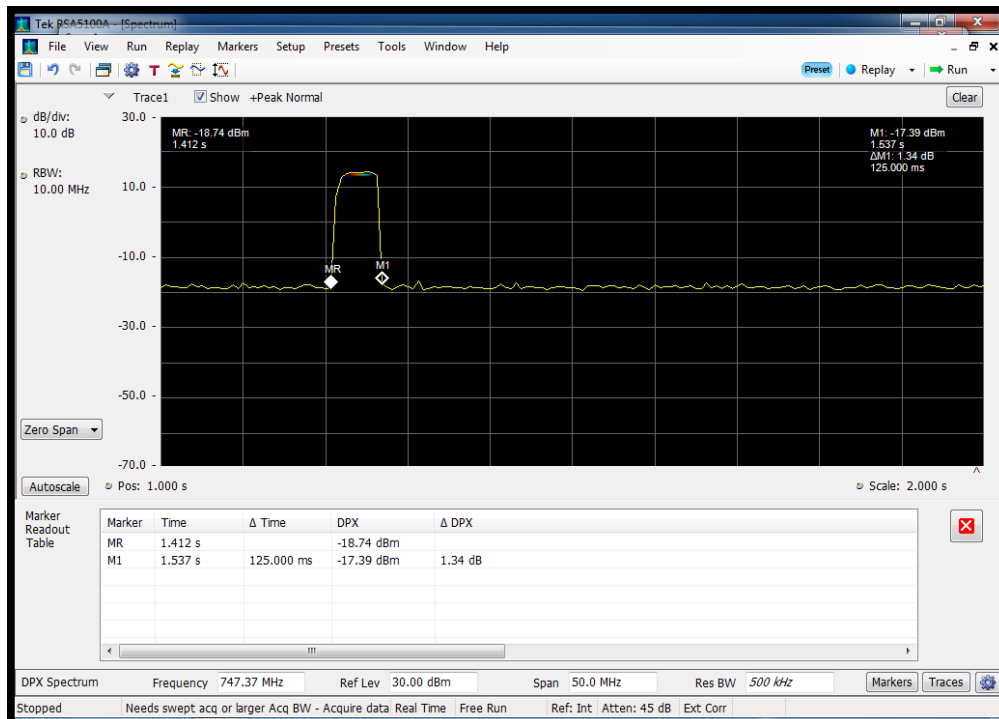 Tek RSA5100A - [Spectrum]
File View Run Replay Markers Setup Presets Tools Window Help
T Preset Replay Run
Trace1 Show +Peak Normal Clear
dB/div:
10.0 dB
RBW:
10.00 MHz
30.0
10.0
-10.0
-30.0
-50.0
-70.0
MR: -18.74 dBm
1.412 s
M1: -17.39 dBm
1.537 s
ΔM1: 1.34 dB
125.000 ms
MR M1
Zero Span
Autoscale Pos: 1.000 s Scale: 2.000 s
Marker
Readout
Table
Marker Time Δ Time DPX Δ DPX
MR 1.412 s -18.74 dBm
M1 1.537 s 125.000 ms -17.39 dBm 1.34 dB
DPX Spectrum Frequency 747.37 MHz Ref Lev 30.00 dBm Span 50.0 MHz Res BW 500 kHz Markers Traces
Stopped Needs swept acq or larger Acq BW - Acquire data Real Time Free Run Ref: Int Atten: 45 dB Ext Corr